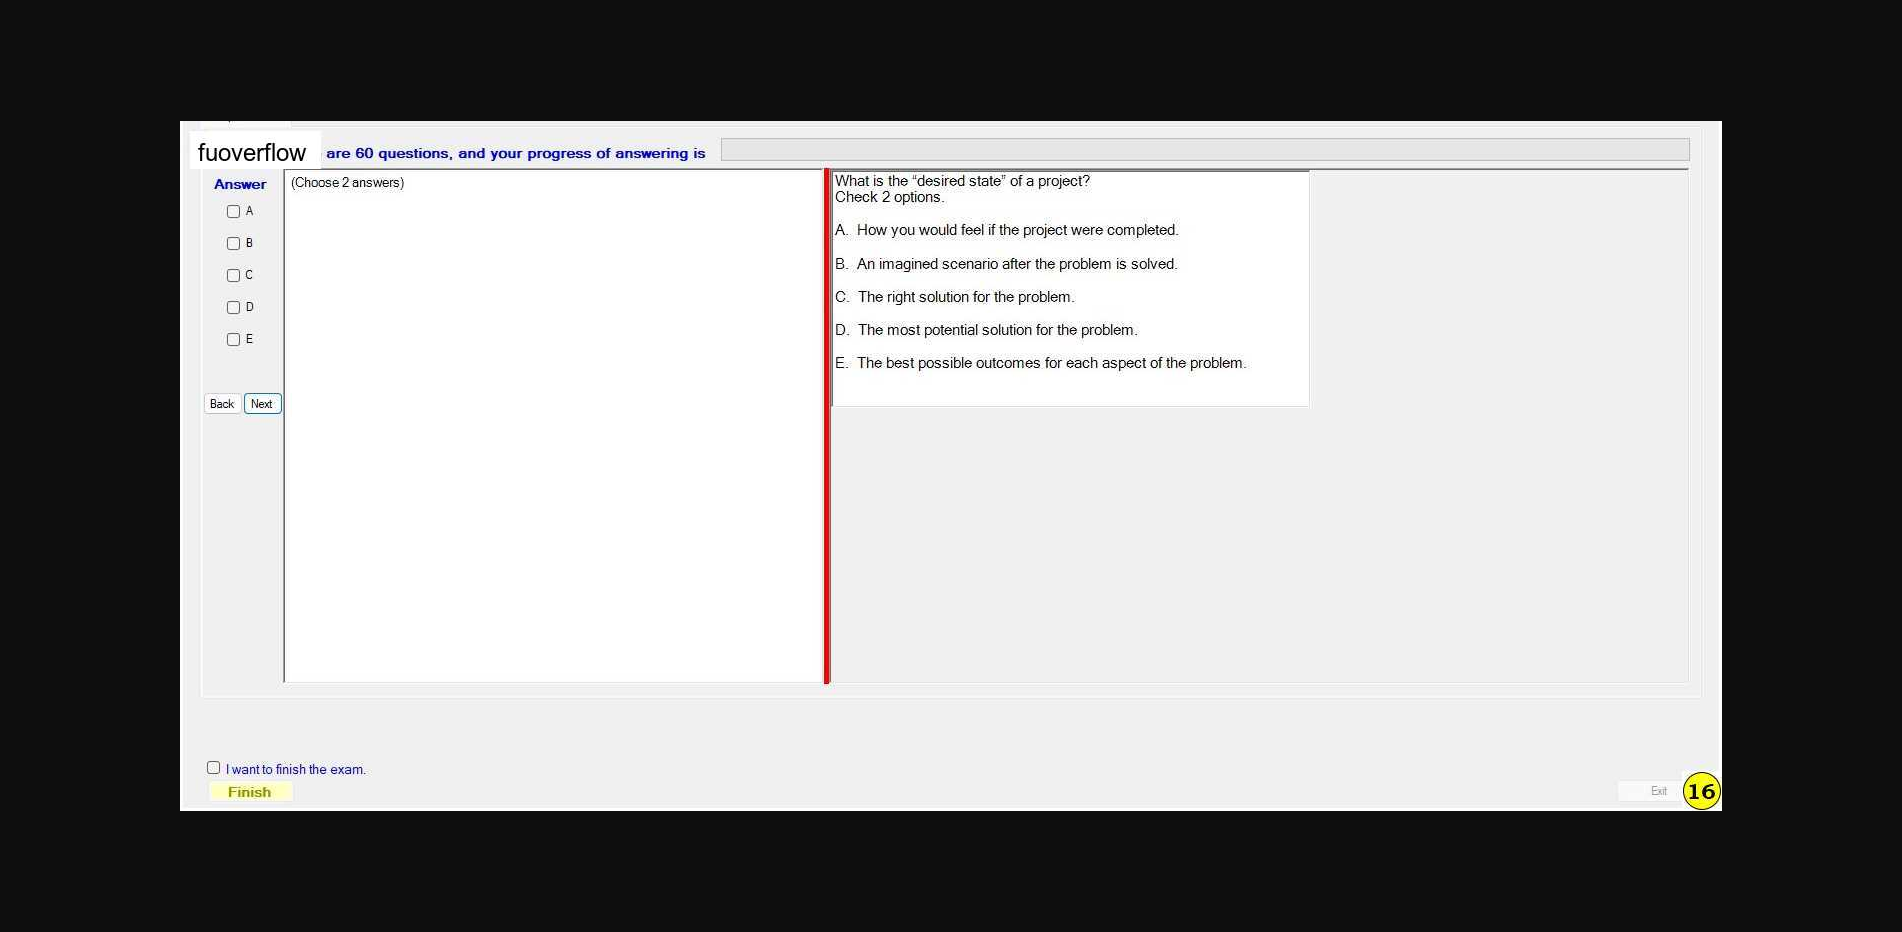 fuoverflow are 60 questions, and your progress of answering is
Answer
A
B
C
D
E
Back Next
(Choose 2 answers)
What is the “desired state” of a project?
Check 2 options.
A. How you would feel if the project were completed.
B. An imagined scenario after the problem is solved.
C. The right solution for the problem.
D. The most potential solution for the problem.
E. The best possible outcomes for each aspect of the problem.
I want to finish the exam.
Finish
Exit
16